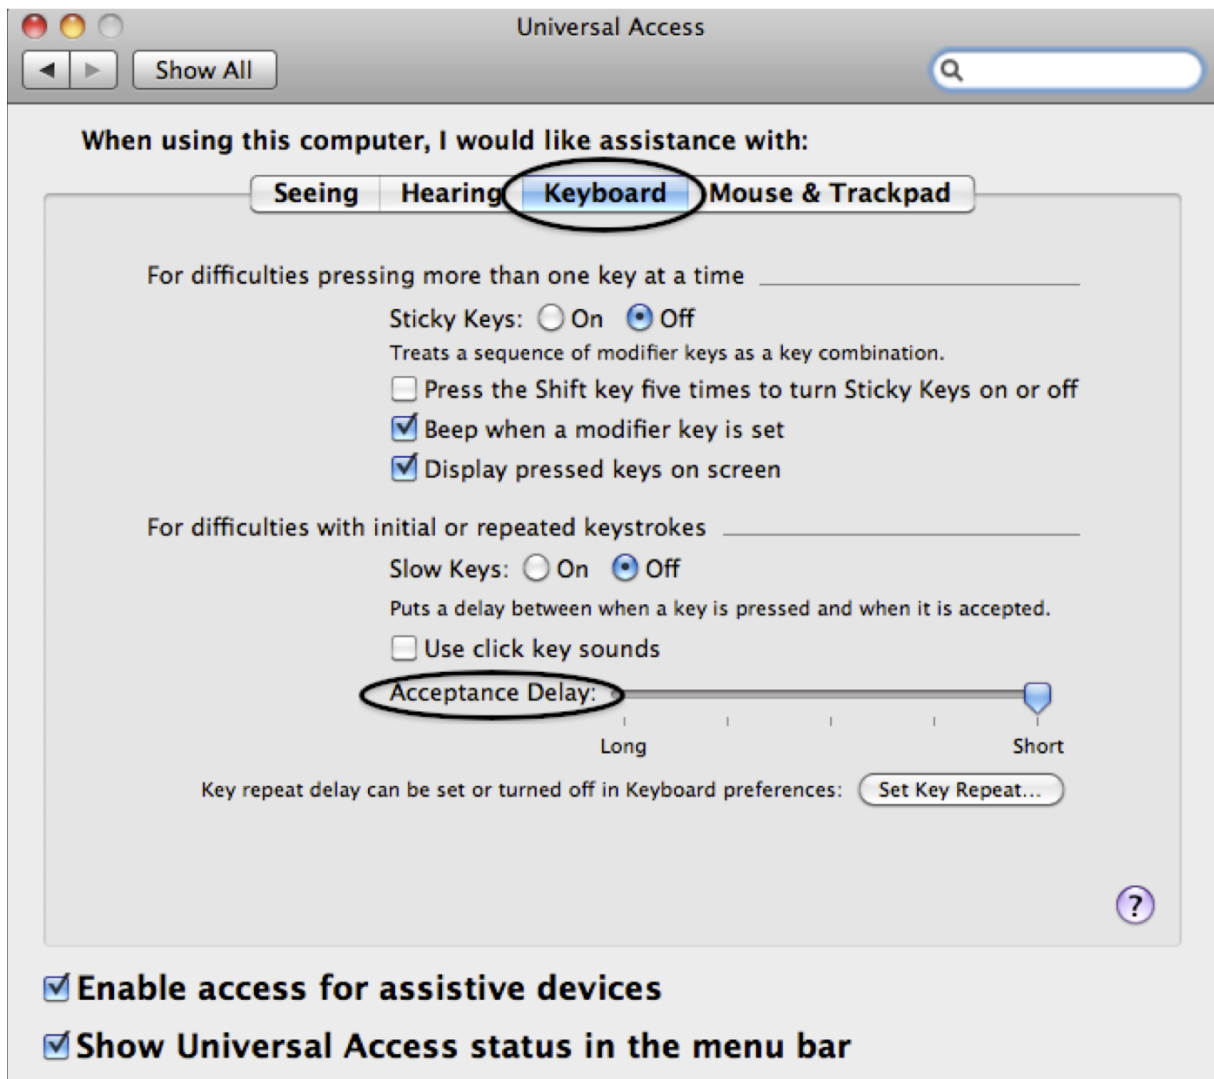 Universal Access
Show All
When using this computer, I would like assistance with:
Seeing Hearing Keyboard Mouse & Trackpad
For difficulties pressing more than one key at a time
Sticky Keys: On Off
Treats a sequence of modifier keys as a key combination.
Press the Shift key five times to turn Sticky Keys on or off
Beep when a modifier key is set
Display pressed keys on screen
For difficulties with initial or repeated keystrokes
Slow Keys: On Off
Puts a delay between when a key is pressed and when it is accepted.
Use click key sounds
Acceptance Delay:
Long Short
Key repeat delay can be set or turned off in Keyboard preferences: Set Key Repeat...
?
Enable access for assistive devices
Show Universal Access status in the menu bar